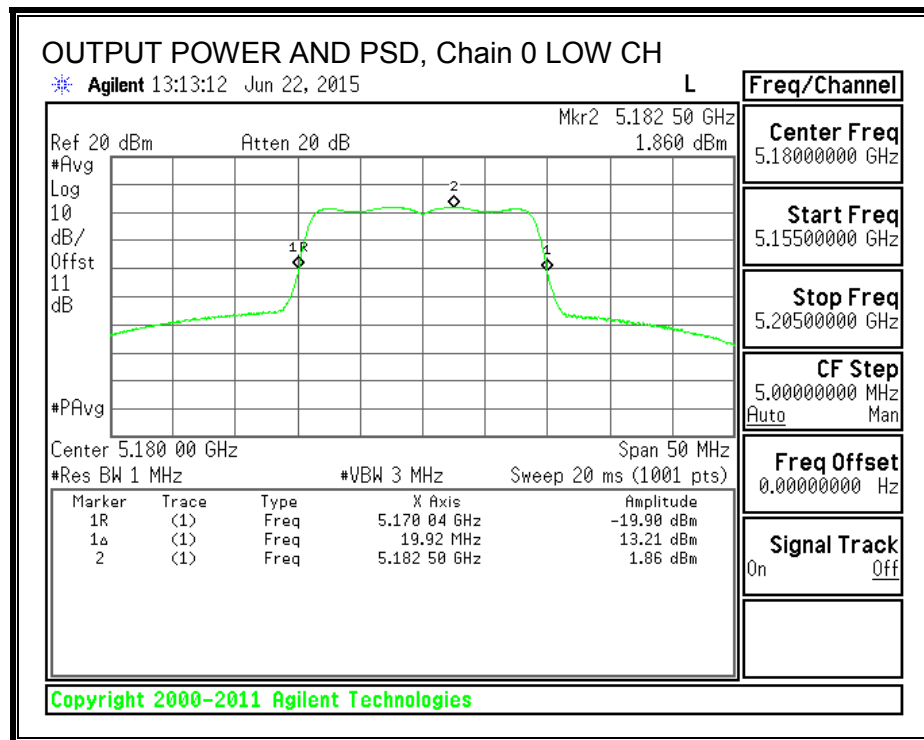 OUTPUT POWER AND PSD, Chain 0 LOW CH
Agilent 13:13:12 Jun 22, 2015 L
Mkr2 5.182 50 GHz
Ref 20 dBm Atten 20 dB 1.860 dBm
#Avg
Log
10
dB/
Offst
11
dB
#PAvg
2
1R
1
Center 5.180 00 GHz Span 50 MHz
#Res BW 1 MHz #VBW 3 MHz Sweep 20 ms (1001 pts)
Marker Trace Type X Axis Amplitude
1R (1) Freq 5.170 04 GHz -19.90 dBm
1Δ (1) Freq 19.92 MHz 13.21 dBm
2 (1) Freq 5.182 50 GHz 1.86 dBm
Freq/Channel
Center Freq
5.18000000 GHz
Start Freq
5.15500000 GHz
Stop Freq
5.20500000 GHz
CF Step
5.00000000 MHz
Auto Man
Freq Offset
0.00000000 Hz
Signal Track
On Off
Copyright 2000-2011 Agilent Technologies